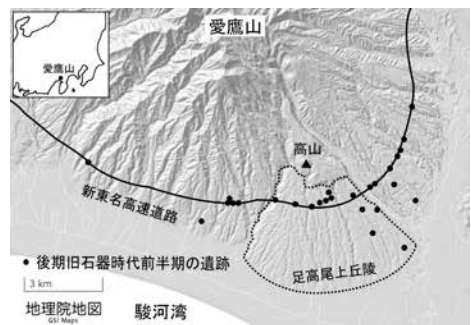 愛鷹山
愛鷹山
高山
新東名高速道路
足高尾上丘陵
後期旧石器時代前半期の遺跡
3 km
地理院地図
GSI Maps
駿河湾